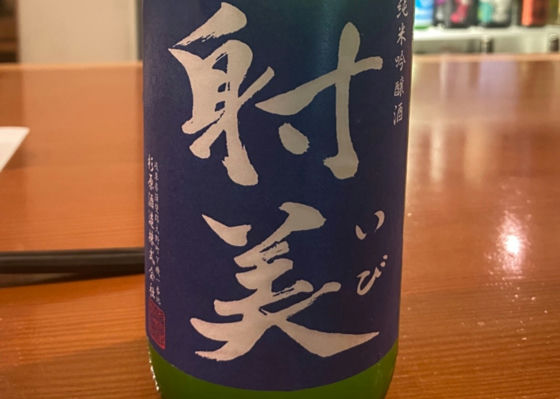 純米吟醸酒
射美
いび
杉原酒造株式会社